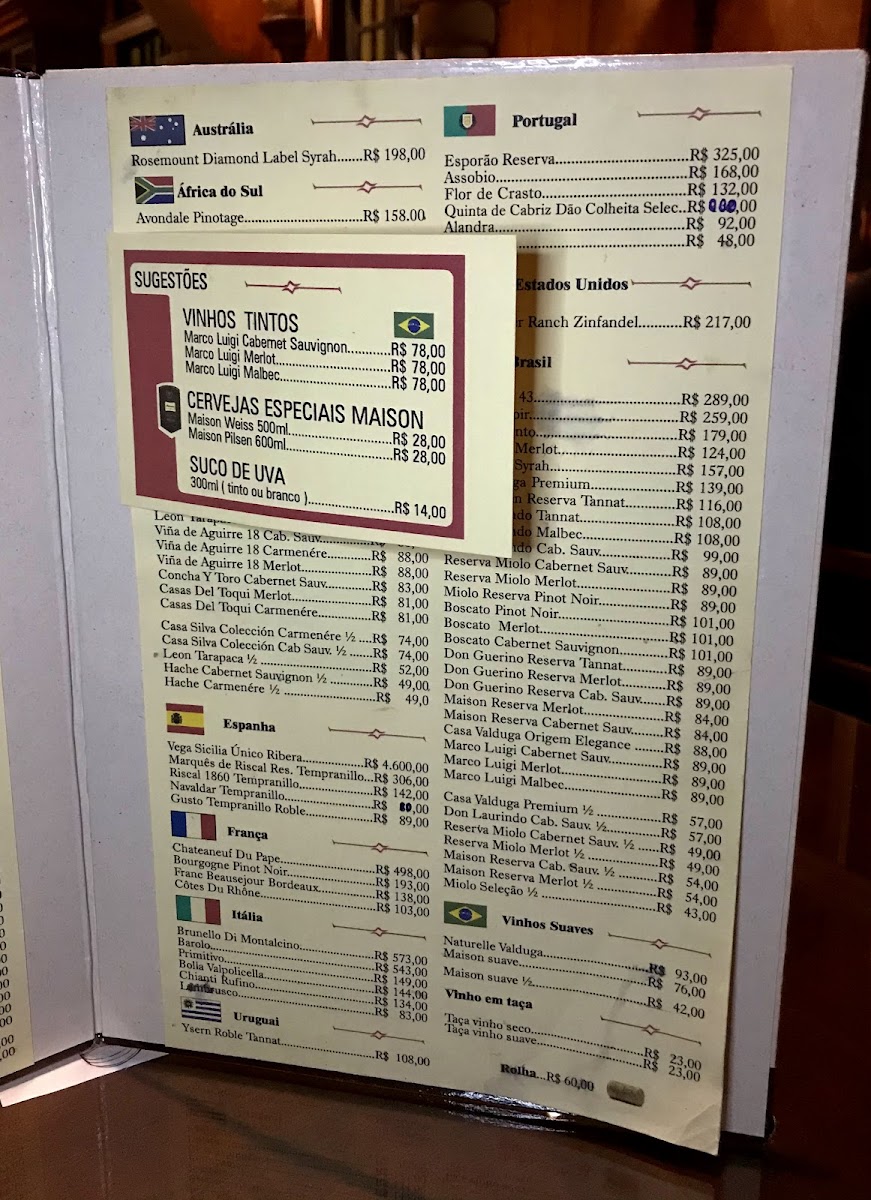 Austrália
Rosemount Diamond Label Syrah.......R$ 198,00
África do Sul
Avondale Pinotage..............................R$ 158.00
SUGESTÕES
VINHOS TINTOS
Marco Luigi Cabernet Sauvignon...........R$ 78,00
Marco Luigi Merlot.............................R$ 78,00
Marco Luigi Malbec............................R$ 78,00
CERVEJAS ESPECIAIS MAISON
Maison Weiss 500ml..........................R$ 28,00
Maison Pilsen 600ml..........................R$ 28,00
SUCO DE UVA
300ml ( tinto ou branco )......................R$ 14,00
Leon
Viña de Aguirre 18 Cab. Sauv.
Viña de Aguirre 18 Carmenére...........R$ 88,00
Viña de Aguirre 18 Merlot.................R$ 88,00
Concha Y Toro Cabernet Sauv...........R$ 83,00
Casas Del Toqui Merlot.....................R$ 81,00
Casas Del Toqui Carmenére..............R$ 81,00
Casa Silva Colección Carmenére ½ ....R$ 74,00
Casa Silva Colección Cab Sauv. ½ ......R$ 74,00
Leon Tarapaca ½ .............................R$ 52,00
Hache Cabernet Sauvignon ½ ............R$ 49,00
Hache Carmenére ½ ........................R$ 49,0
Espanha
Vega Sicilia Único Ribera.................R$ 4.600,00
Marquês de Riscal Res. Tempranillo...R$ 306,00
Riscal 1860 Tempranillo...................R$ 142,00
Navaldar Tempranillo......................R$ ,00
Gusto Tempranillo Roble..................R$ 89,00
França
Chateaneuf Du Pape........................R$ 498,00
Bourgogne Pinot Noir......................R$ 193,00
Franc Beausejour Bordeaux..............R$ 138,00
Côtes Du Rhône..............................R$ 103,00
Itália
Brunello Di Montalcino....................R$ 573,00
Barolo............................................R$ 543,00
Primitivo........................................R$ 149,00
Bolia Valpolicella............................R$ 144,00
Chianti Rufino................................R$ 134,00
Lambrusco.....................................R$ 83,00
Uruguai
Ysern Roble Tannat.........................R$ 108,00
Portugal
Esporão Reserva............................R$ 325,00
Assobio..........................................R$ 168,00
Flor de Crasto................................R$ 132,00
Quinta de Cabriz Dão Colheita Selec..R$ ,00
Alandra..........................................R$ 92,00
R$ 48,00
Estados Unidos
r Ranch Zinfandel...........R$ 217,00
Brasil
43..............................R$ 289,00
oir.............................R$ 259,00
nto.............................R$ 179,00
Merlot.........................R$ 124,00
Syrah..........................R$ 157,00
ga Premium..................R$ 139,00
n Reserva Tannat............R$ 116,00
do Tannat.....................R$ 108,00
do Malbec.....................R$ 108,00
do Cab. Sauv.................R$ 99,00
Reserva Miolo Cabernet Sauv...........R$ 89,00
Reserva Miolo Merlot.......................R$ 89,00
Miolo Reserva Pinot Noir..................R$ 89,00
Boscato Pinot Noir..........................R$ 101,00
Boscato Merlot...............................R$ 101,00
Boscato Cabernet Sauvignon............R$ 101,00
Don Guerino Reserva Tannat............R$ 89,00
Don Guerino Reserva Merlot............R$ 89,00
Don Guerino Reserva Cab. Sauv.......R$ 89,00
Maison Reserva Merlot....................R$ 84,00
Maison Reserva Cabernet Sauv.........R$ 84,00
Casa Valduga Origem Elegance .......R$ 88,00
Marco Luigi Cabernet Sauv..............R$ 89,00
Marco Luigi Merlot.........................R$ 89,00
Marco Luigi Malbec........................R$ 89,00
Casa Valduga Premium ½ ...............R$ 57,00
Don Laurindo Cab. Sauv. ½.............R$ 57,00
Reserva Miolo Cabernet Sauv. ½ .....R$ 49,00
Reserva Miolo Merlot ½ .................R$ 49,00
Maison Reserva Cab. Sauv. ½ .........R$ 54,00
Maison Reserva Merlot ½ ...............R$ 54,00
Miolo Seleção ½ ............................R$ 43,00
Vinhos Suaves
Naturelle Valduga..........................R$ 93,00
Maison suave.................................R$ 76,00
Maison suave ½..............................R$ 42,00
Vinho em taça
Taça vinho seco..............................R$ 23,00
Taça vinho suave............................R$ 23,00
Rolha...R$ 60,00